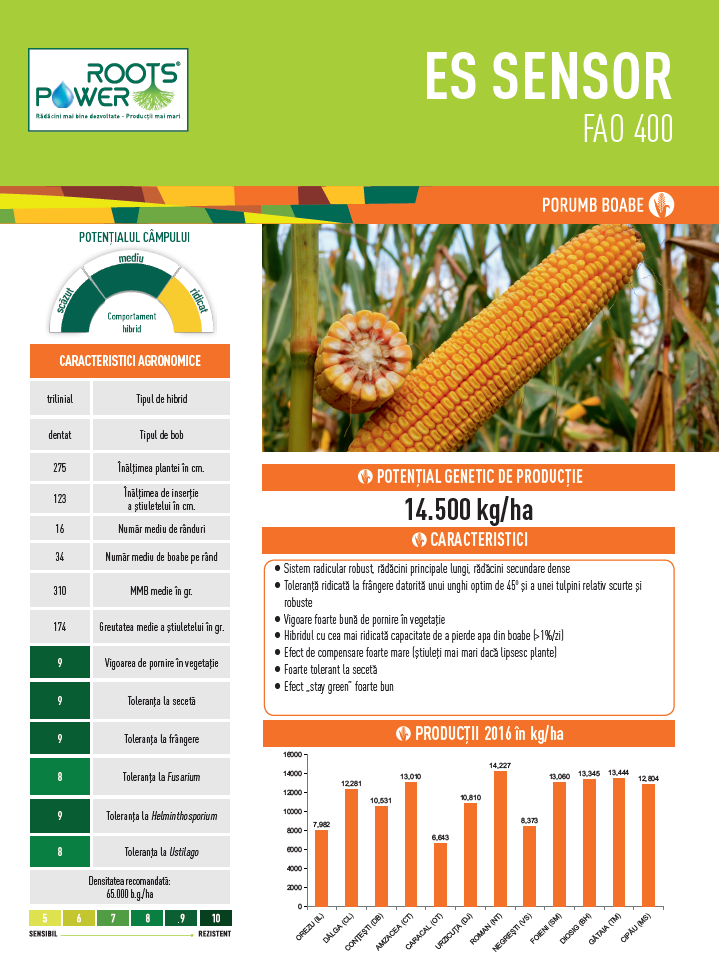 ROOTS®
POWER
Rădăcini mai bine dezvoltate - Producții mai mari
ES SENSOR
FAO 400
PORUMB BOABE
POTENȚIALUL CÂMPULUI
scăzut
mediu
ridicat
Comportament
hibrid
CARACTERISTICI AGRONOMICE
trilinial Tipul de hibrid
dentat Tipul de bob
275 Înălțimea plantei în cm.
123 Înălțimea de inserție
a știuletelui în cm.
16 Număr mediu de rânduri
34 Număr mediu de boabe pe rând
310 MMB medie în gr.
174 Greutatea medie a știuletelui în gr.
9 Vigoarea de pornire în vegetație
9 Toleranța la secetă
9 Toleranța la frângere
8 Toleranța la Fusarium
9 Toleranța la Helminthosporium
8 Toleranța la Ustilago
Densitatea recomandată:
65.000 b.g./ha
5 6 7 8 .9 10
SENSIBIL REZISTENT
POTENȚIAL GENETIC DE PRODUCȚIE
14.500 kg/ha
CARACTERISTICI
• Sistem radicular robust, rădăcini principale lungi, rădăcini secundare dense
• Toleranță ridicată la frângere datorită unui unghi optim de 45º și a unei tulpini relativ scurte și
robuste
• Vigoare foarte bună de pornire în vegetație
• Hibridul cu cea mai ridicată capacitate de a pierde apa din boabe (>1%/zi)
• Efect de compensare foarte mare (știuleți mai mari dacă lipsesc plante)
• Foarte tolerant la secetă
• Efect „stay green” foarte bun
PRODUCȚII 2016 în kg/ha
16000
14000
12000
10000
8000
6000
4000
2000
0
7,982
12,281
10,531
13,010
6,643
10,810
14,227
8,373
13,060
13,345
13,444
12,804
OREZU (IL)
DÂLGA (CL)
CONTEȘTI (DB)
AMZACEA (CT)
CARACAL (OT)
URZICUȚA (DJ)
ROMAN (NT)
NEGREȘTI (VS)
FOIENI (SM)
DIOSIG (BH)
GĂTAIA (TM)
CIPĂU (MS)